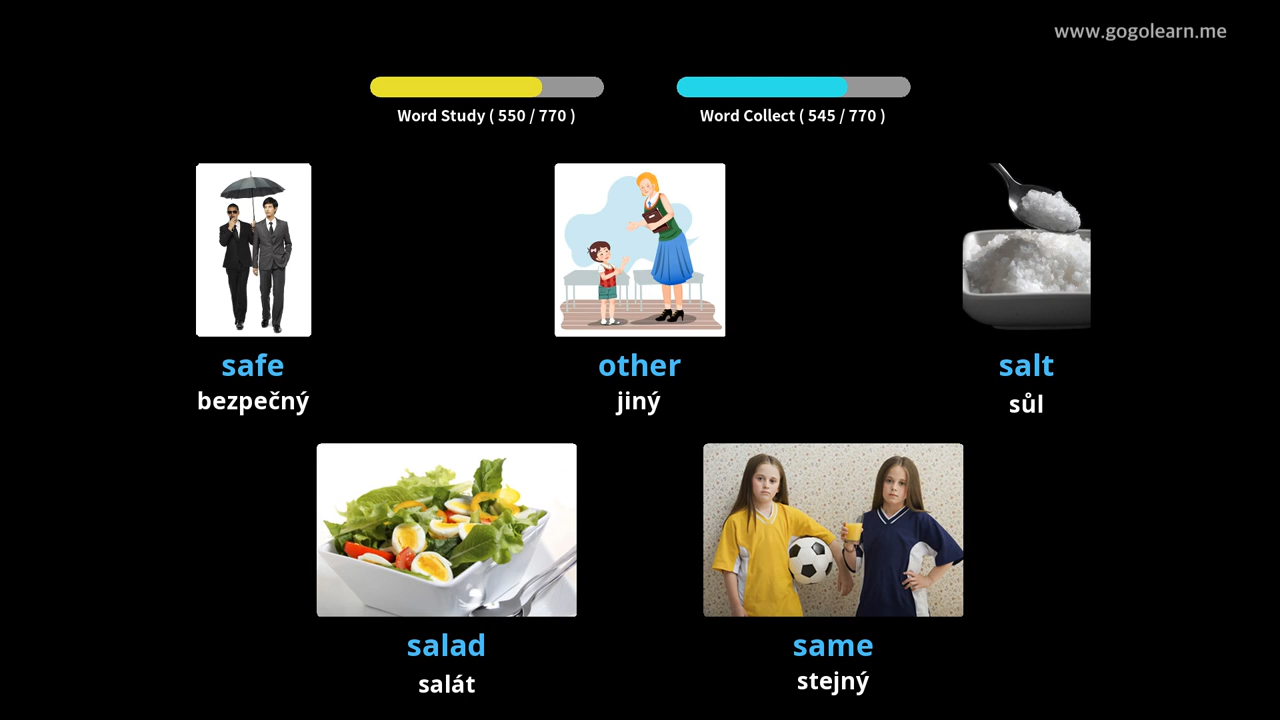 www.gogolearn.me
Word Study ( 550 / 770 )
Word Collect ( 545 / 770 )
safe
bezpečný
other
jiný
salt
sůl
salad
salát
same
stejný